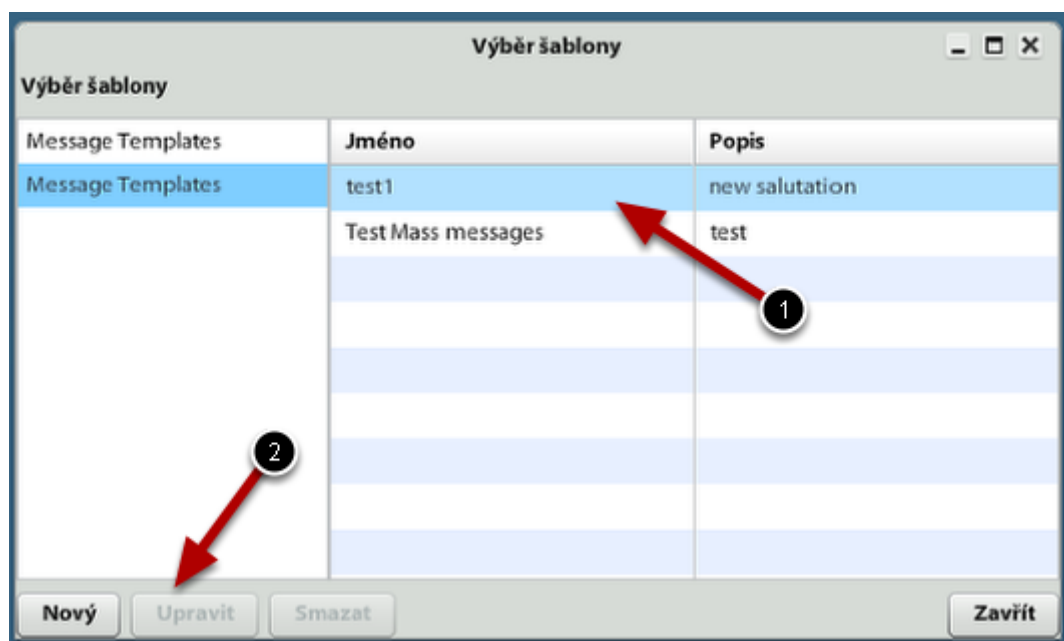 Výběr šablony
Výběr šablony
Message Templates Jméno Popis
Message Templates test1 new salutation
Test Mass messages test
1
2
Nový Upravit Smazat Zavřít